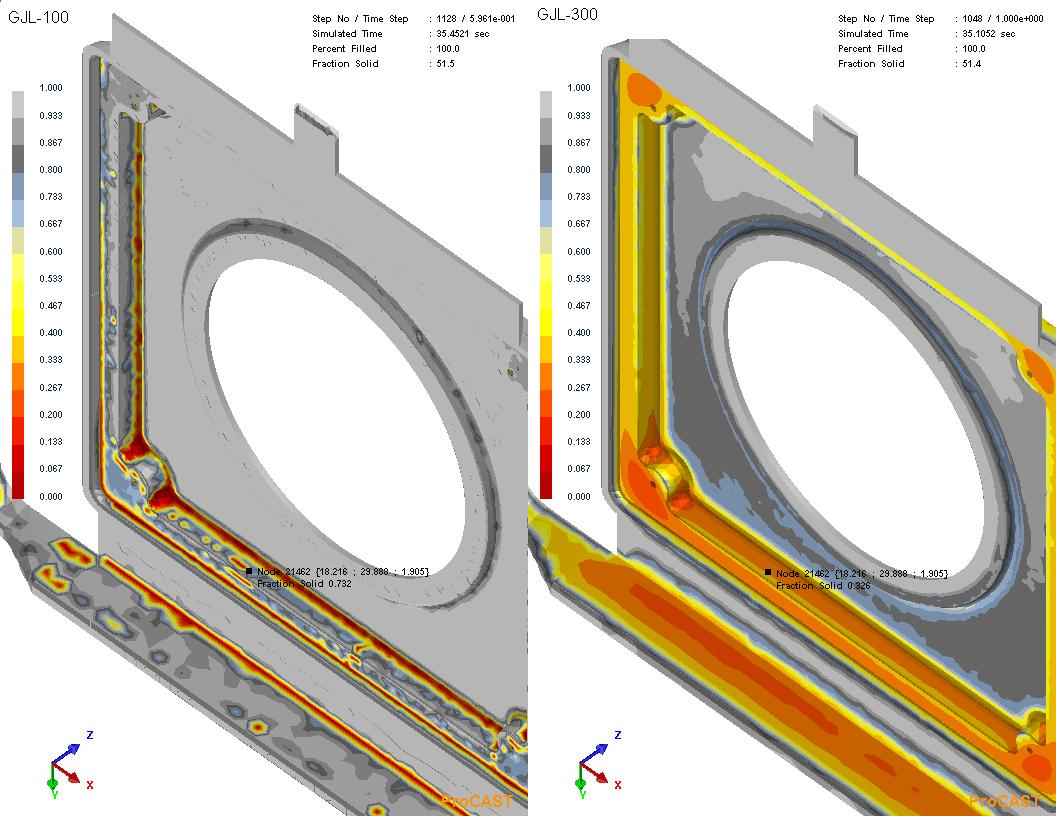 GJL-100
Step No / Time Step : 1128 / 5.961e-001
Simulated Time : 35.4521 sec
Percent Filled : 100.0
Fraction Solid : 51.5
1.000
0.933
0.867
0.800
0.733
0.667
0.600
0.533
0.467
0.400
0.333
0.267
0.200
0.133
0.067
0.000
Node 21462 {18.216 ; 29.888 ; 1.905}
Fraction Solid 0.732
Z
X
Y
ProCAST
GJL-300
Step No / Time Step : 1048 / 1.000e+000
Simulated Time : 35.1052 sec
Percent Filled : 100.0
Fraction Solid : 51.4
1.000
0.933
0.867
0.800
0.733
0.667
0.600
0.533
0.467
0.400
0.333
0.267
0.200
0.133
0.067
0.000
Node 21462 {18.216 ; 29.888 ; 1.905}
Fraction Solid 0.326
Z
X
Y
ProCAST